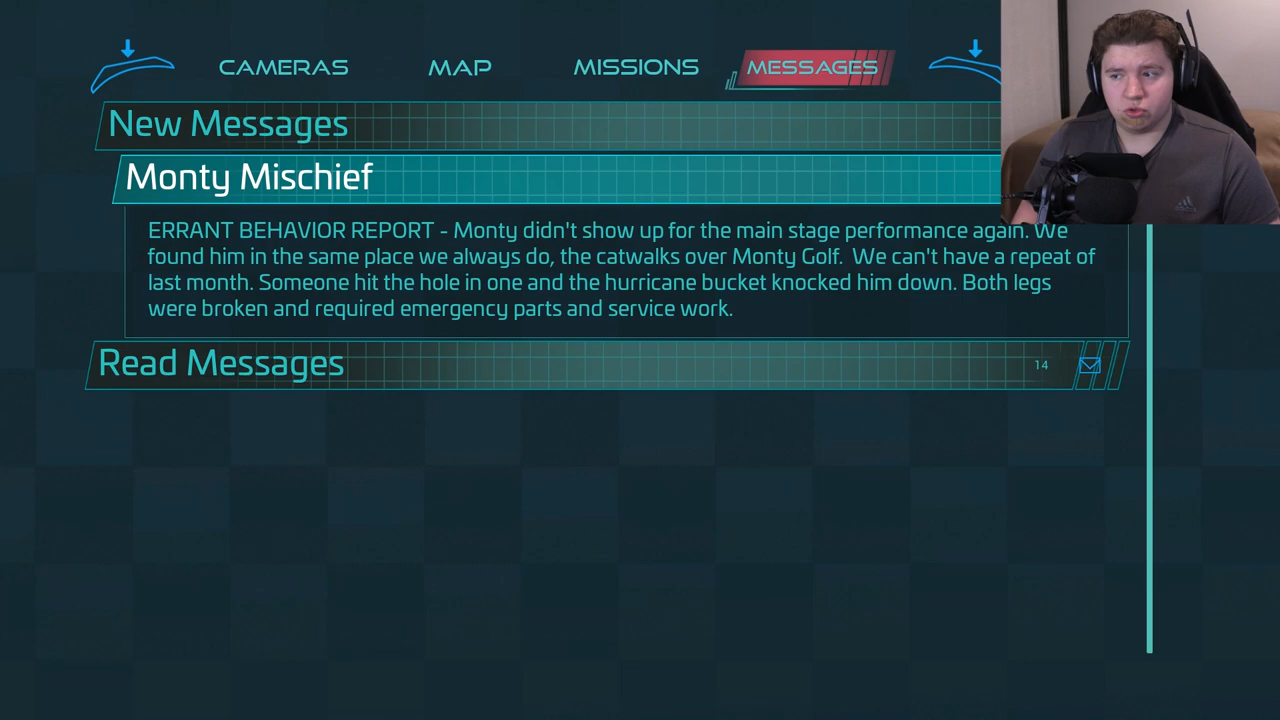 CAMERAS MAP MISSIONS MESSAGES
New Messages
Monty Mischief
ERRANT BEHAVIOR REPORT - Monty didn't show up for the main stage performance again. We
found him in the same place we always do, the catwalks over Monty Golf.  We can't have a repeat of
last month. Someone hit the hole in one and the hurricane bucket knocked him down. Both legs
were broken and required emergency parts and service work.
Read Messages 14